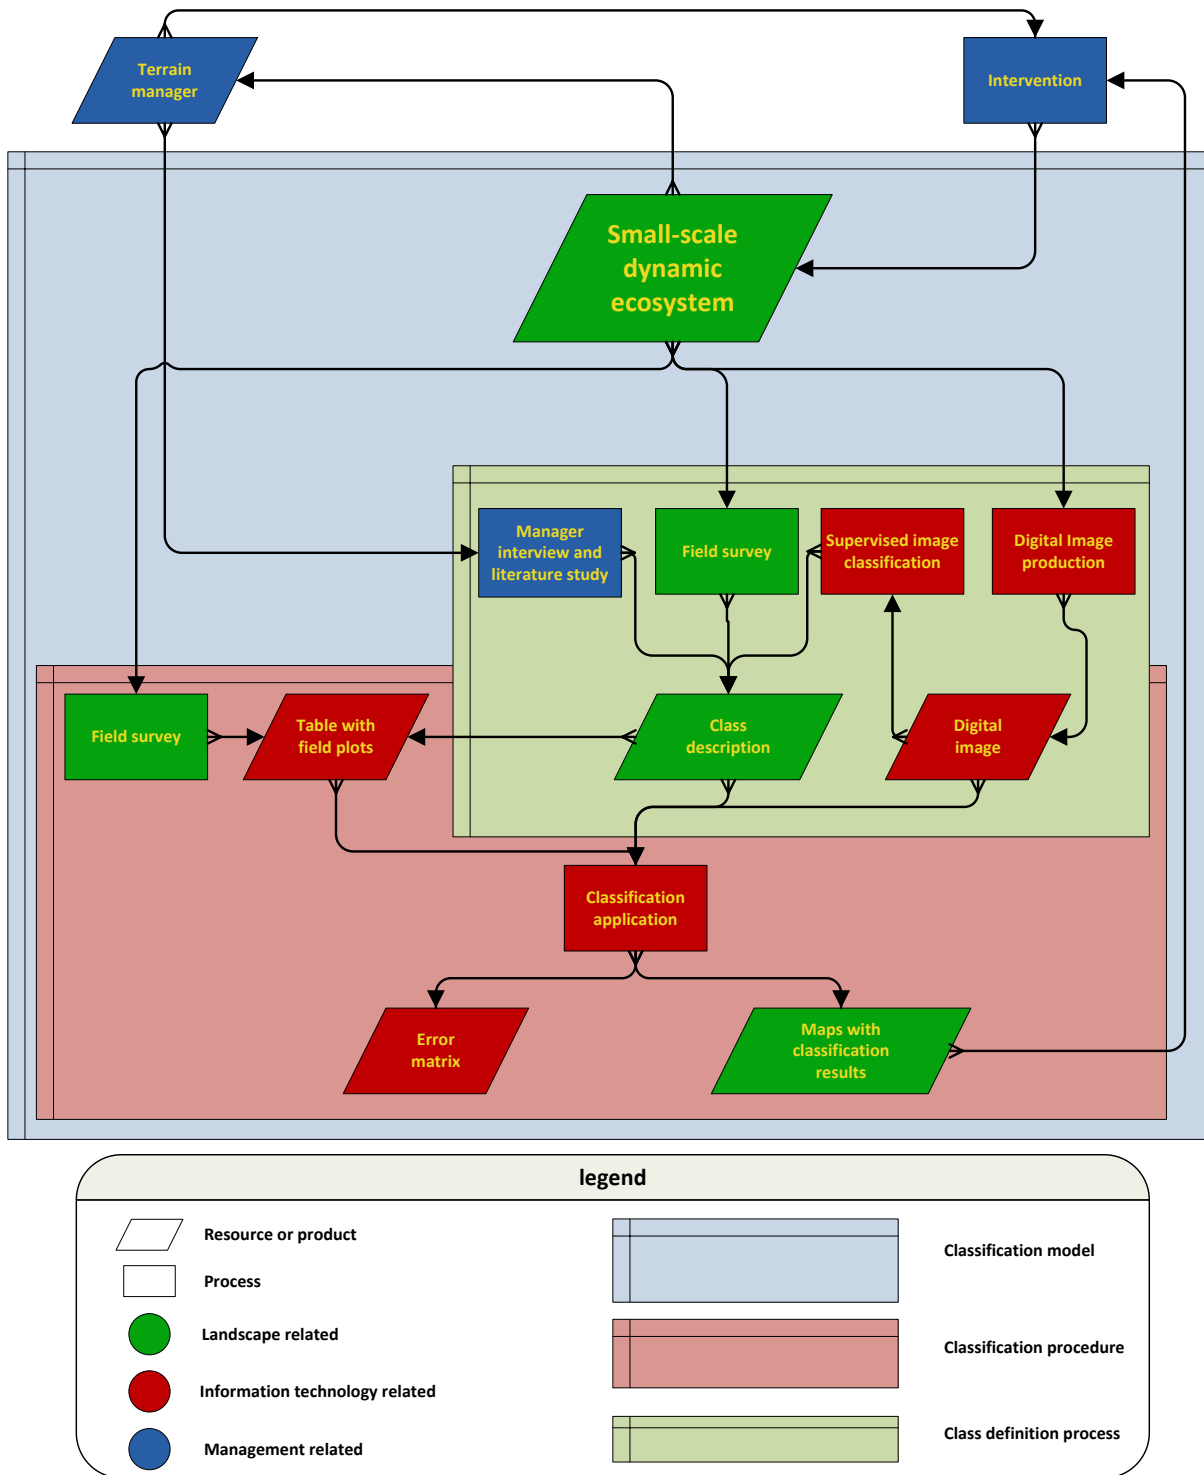 Terrain
manager
Intervention
Small-scale
dynamic
ecosystem
Manager
interview and
literature study
Field survey
Supervised image
classification
Digital Image
production
Field survey
Table with
field plots
Class
description
Digital
image
Classification
application
Error
matrix
Maps with
classification
results
legend
Resource or product
Process
Landscape related
Information technology related
Management related
Classification model
Classification procedure
Class definition process